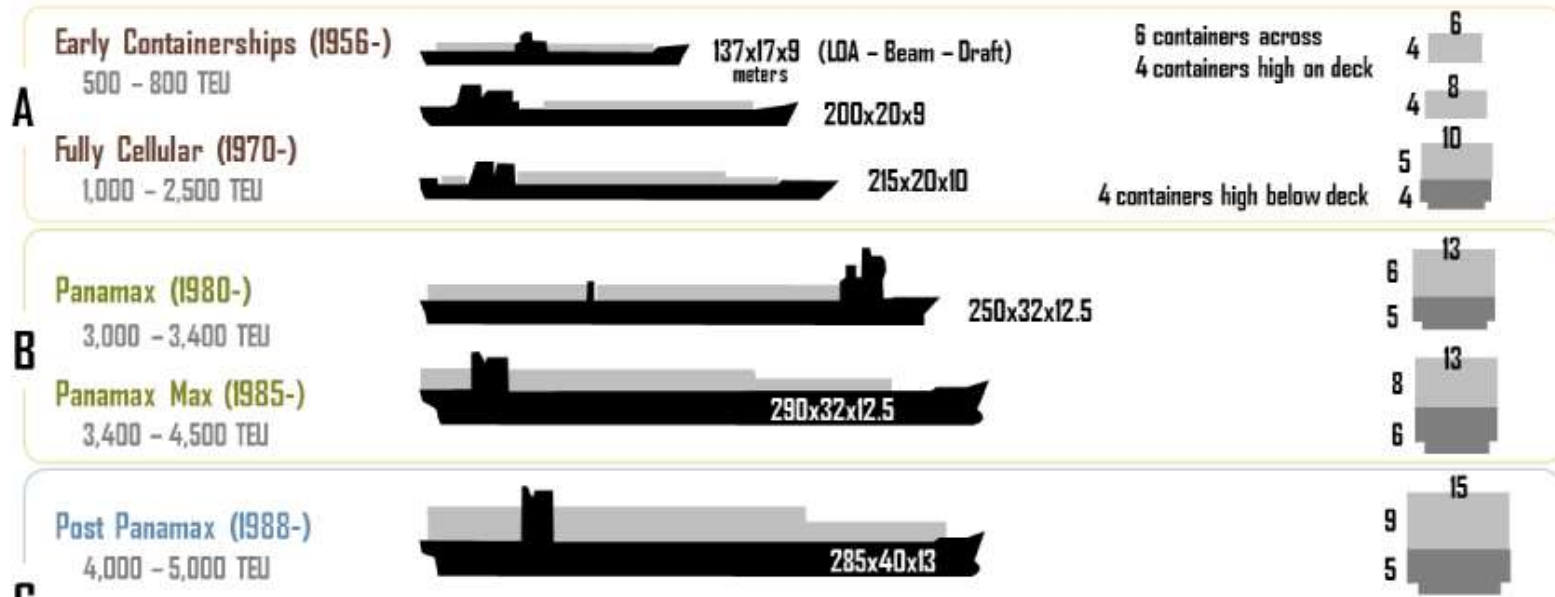 A
Early Containerships (1956-)
500 – 800 TEU
137x17x9 (LOA – Beam – Draft)
meters
6 containers across
4 containers high on deck
6
4
200x20x9
8
4
Fully Cellular (1970-)
1,000 – 2,500 TEU
215x20x10
4 containers high below deck
10
5
4
B
Panamax (1980-)
3,000 – 3,400 TEU
250x32x12.5
13
6
5
Panamax Max (1985-)
3,400 – 4,500 TEU
290x32x12.5
13
8
6
Post Panamax (1988-)
4,000 – 5,000 TEU
285x40x13
15
9
5